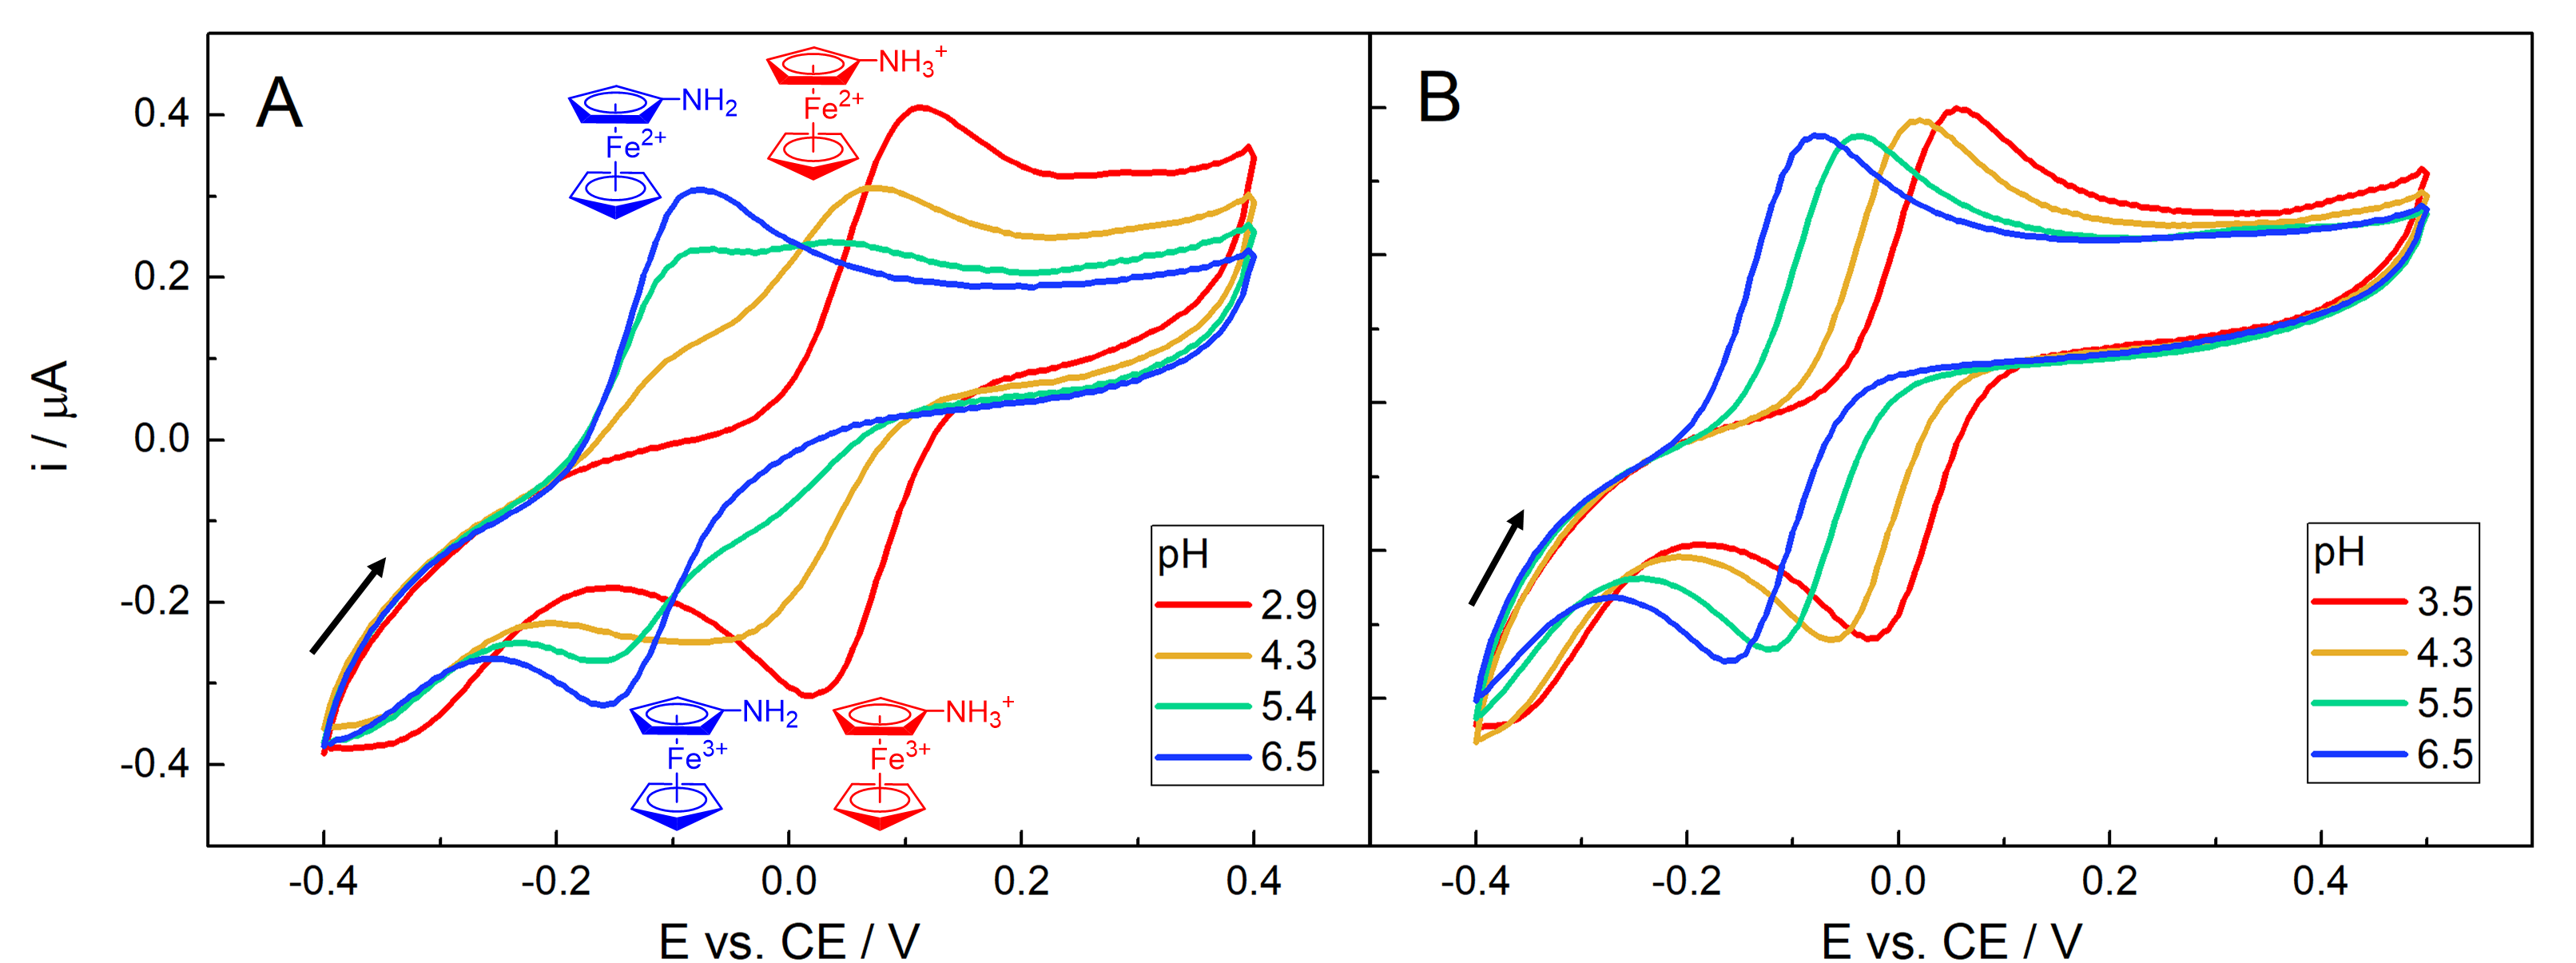 A
B
NH3+
Fe2+
NH2
Fe2+
0.4
0.2
0.0
-0.2
-0.4
i / µA
pH
2.9
4.3
5.4
6.5
pH
3.5
4.3
5.5
6.5
NH2
Fe3+
NH3+
Fe3+
-0.4 -0.2 0.0 0.2 0.4
-0.4 -0.2 0.0 0.2 0.4
E vs. CE / V
E vs. CE / V